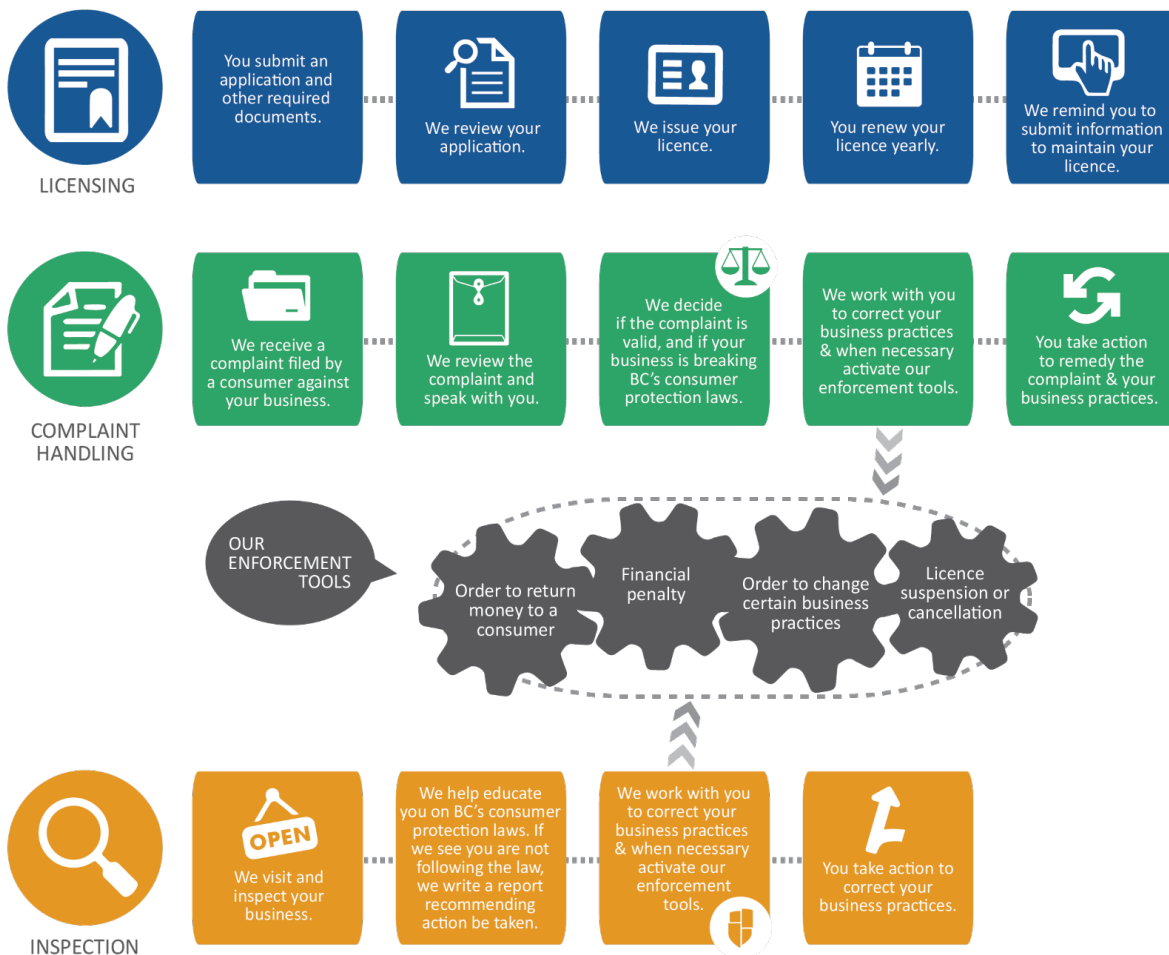 LICENSING
You submit an
application and
other required
documents.
We review your
application.
We issue your
licence.
You renew your
licence yearly.
We remind you to
submit information
to maintain your
licence.
COMPLAINT
HANDLING
We receive a
complaint filed by
a consumer against
your business.
We review the
complaint and
speak with you.
We decide
if the complaint is
valid, and if your
business is breaking
BC's consumer
protection laws.
We work with you
to correct your
business practices
& when necessary
activate our
enforcement tools.
You take action
to remedy the
complaint & your
business practices.
OUR
ENFORCEMENT
TOOLS
Order to return
money to a
consumer
Financial
penalty
Order to change
certain business
practices
Licence
suspension or
cancellation
INSPECTION
OPEN
We visit and
inspect your
business.
We help educate
you on BC's consumer
protection laws. If
we see you are not
following the law,
we write a report
recommending
action be taken.
We work with you
to correct your
business practices
& when necessary
activate our
enforcement
tools.
You take action to
correct your
business practices.